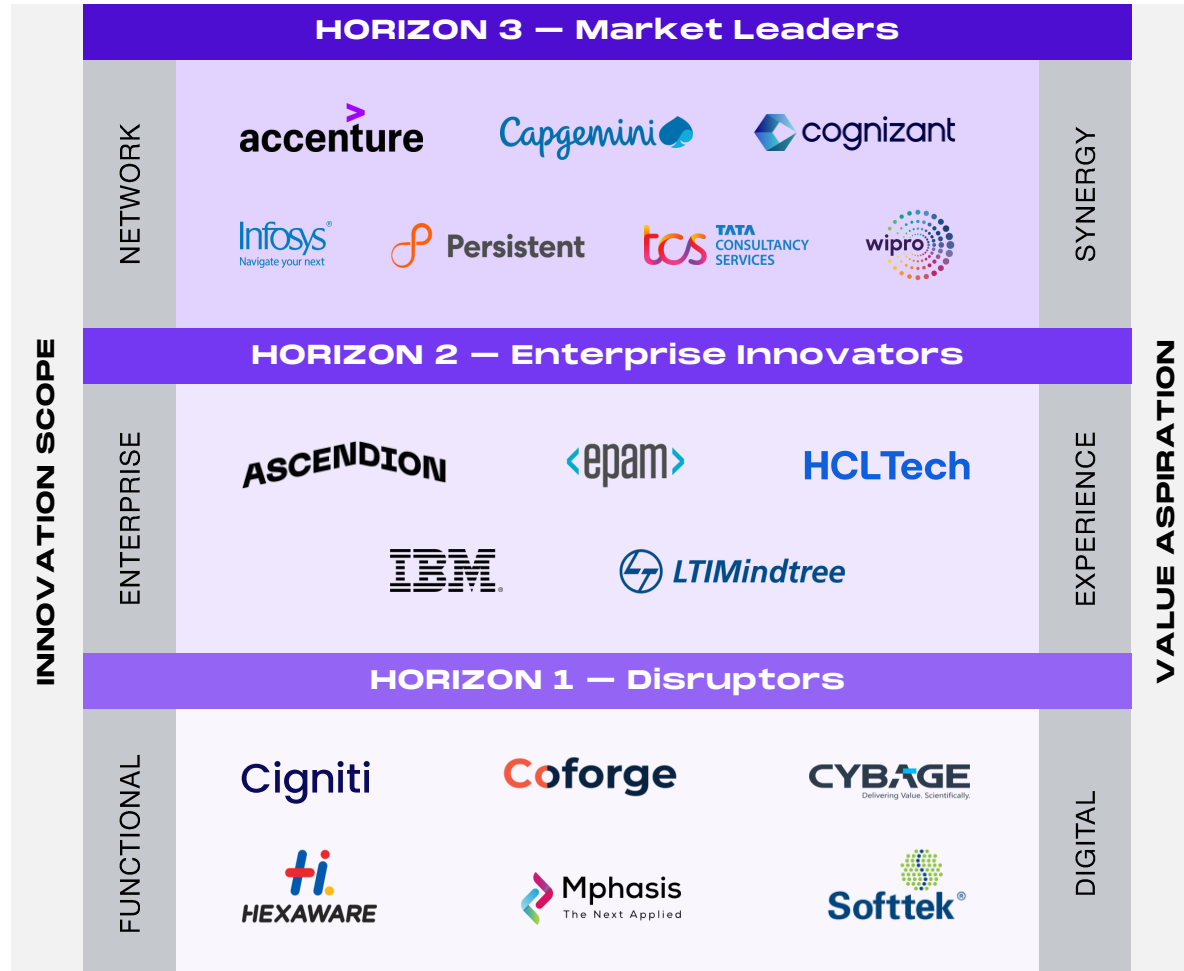 HORIZON 3 — Market Leaders
INNOVATION SCOPE
NETWORK
accenture
Capgemini
cognizant
Infosys®
Navigate your next
Persistent
tcs
TATA
CONSULTANCY
SERVICES
wipro
SYNERGY
VALUE ASPIRATION
HORIZON 2 — Enterprise Innovators
ENTERPRISE
ASCENDION
<epam>
HCLTech
IBM®
LTIMindtree
EXPERIENCE
HORIZON 1 — Disruptors
FUNCTIONAL
Cigniti
Coforge
CYBAGE
Delivering Value. Scientifically.
Hi.
HEXAWARE
Mphasis
The Next Applied
Softtek®
DIGITAL